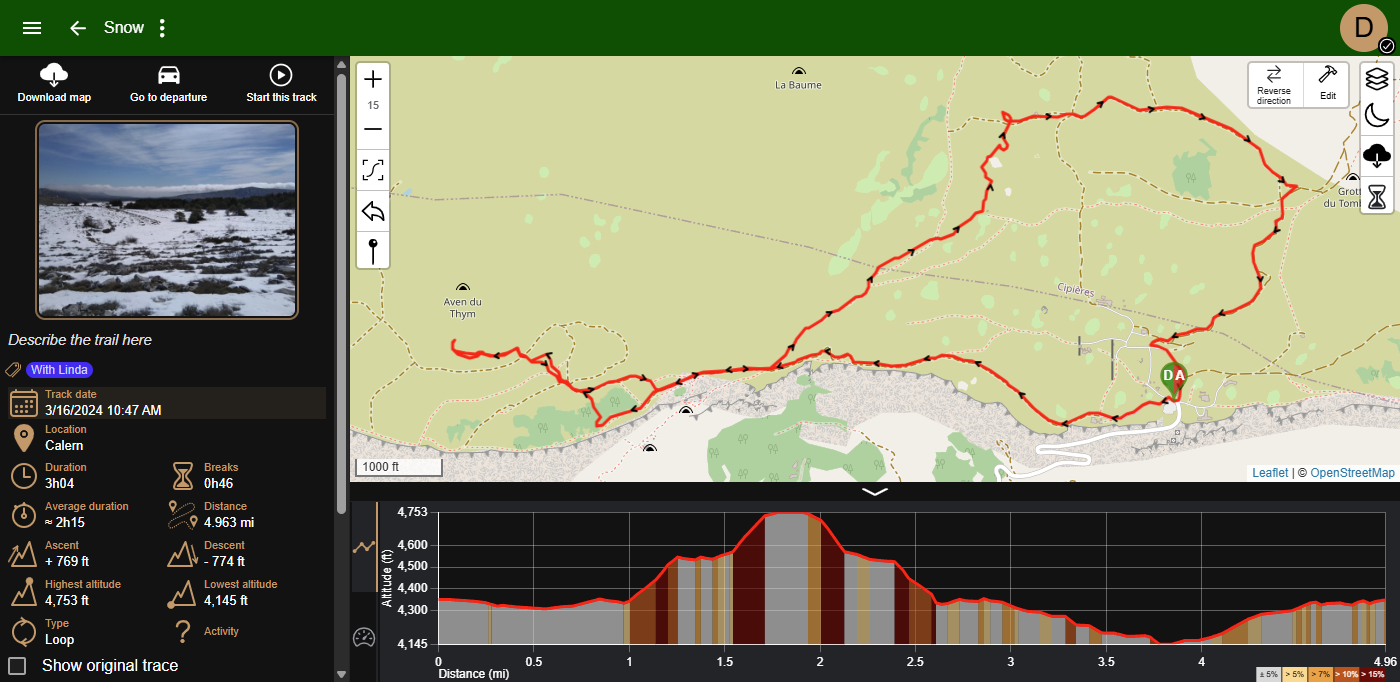 Snow
D
Download map
Go to departure
Start this track
Describe the trail here
With Linda
Track date
3/16/2024 10:47 AM
Location
Calern
Duration
3h04
Breaks
0h46
Average duration
≈ 2h15
Distance
4.963 mi
Ascent
+ 769 ft
Descent
- 774 ft
Highest altitude
4,753 ft
Lowest altitude
4,145 ft
Type
Loop
Activity
Show original trace
15
La Baume
Reverse
direction
Edit
Grott
du Tomb
Aven du
Thym
Cipières
D A
1000 ft
Leaflet | © OpenStreetMap
Altitude (ft)
4,753
4,600
4,500
4,400
4,300
4,145
0
0.5
1
1.5
2
2.5
3
3.5
4
4.96
Distance (mi)
± 5%
> 5%
> 7%
> 10%
> 15%